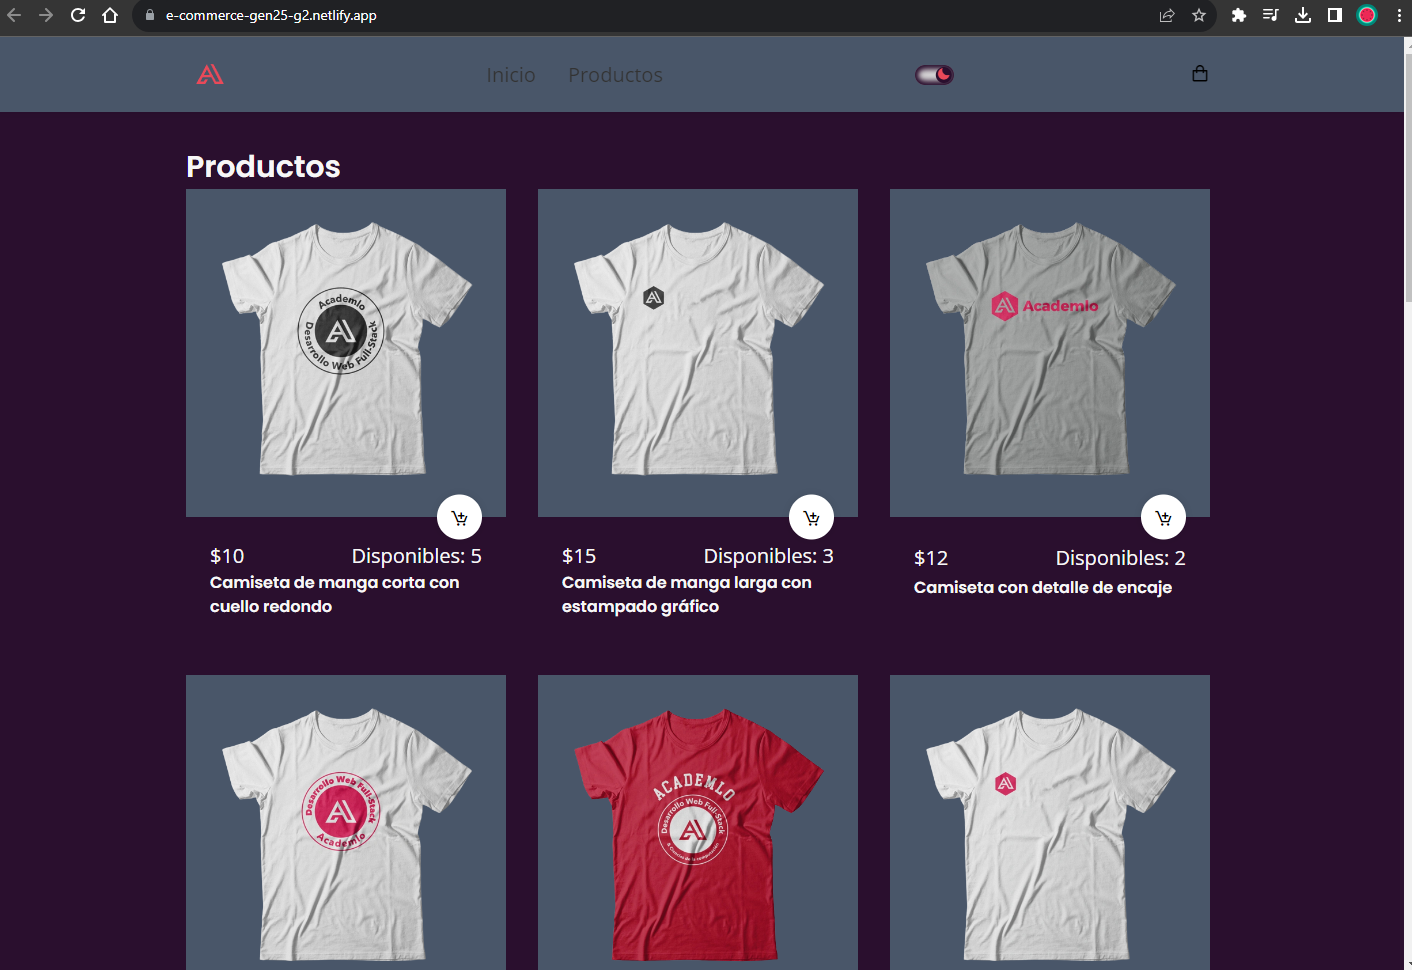 e-commerce-gen25-g2.netlify.app
Inicio Productos
Productos
Academlo
Desarrollo Web Full-Stack
Academlo
$10 Disponibles: 5
Camiseta de manga corta con
cuello redondo
$15 Disponibles: 3
Camiseta de manga larga con
estampado gráfico
$12 Disponibles: 2
Camiseta con detalle de encaje
Desarrollo Web Full-Stack
Academlo
ACADEMLO
Desarrollo Web Full-Stack